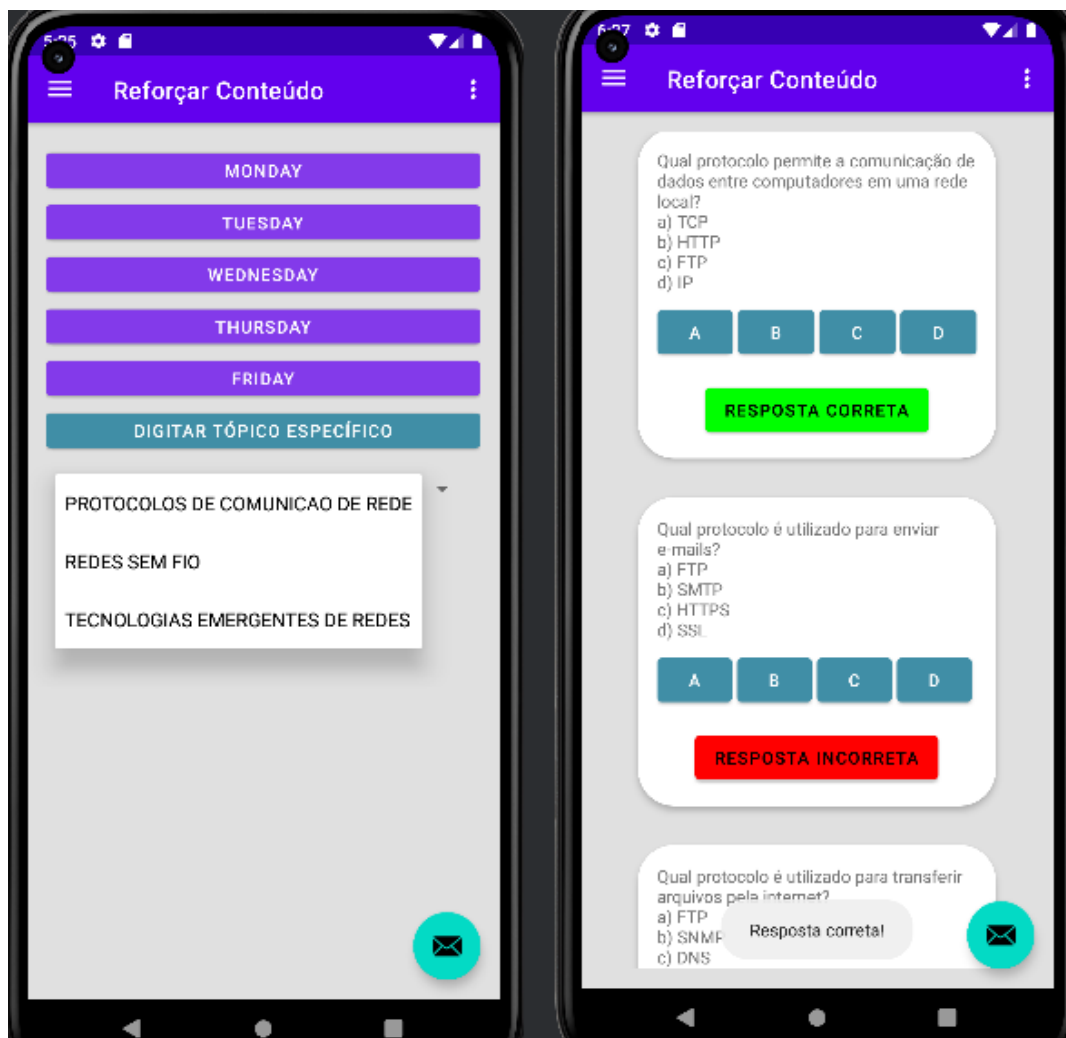 5:25
Reforçar Conteúdo
MONDAY
TUESDAY
WEDNESDAY
THURSDAY
FRIDAY
DIGITAR TÓPICO ESPECÍFICO
PROTOCOLOS DE COMUNICAO DE REDE
REDES SEM FIO
TECNOLOGIAS EMERGENTES DE REDES
Reforçar Conteúdo
Qual protocolo permite a comunicação de
dados entre computadores em uma rede
local?
a) TCP
b) HTTP
c) FTP
d) IP
A B C D
RESPOSTA CORRETA
Qual protocolo é utilizado para enviar
e-mails?
a) FTP
b) SMTP
c) HTTPS
d) SSL
A B C D
RESPOSTA INCORRETA
Qual protocolo é utilizado para transferir
arquivos pela internet?
a) FTP
b) SNMP
c) DNS
Resposta correta!